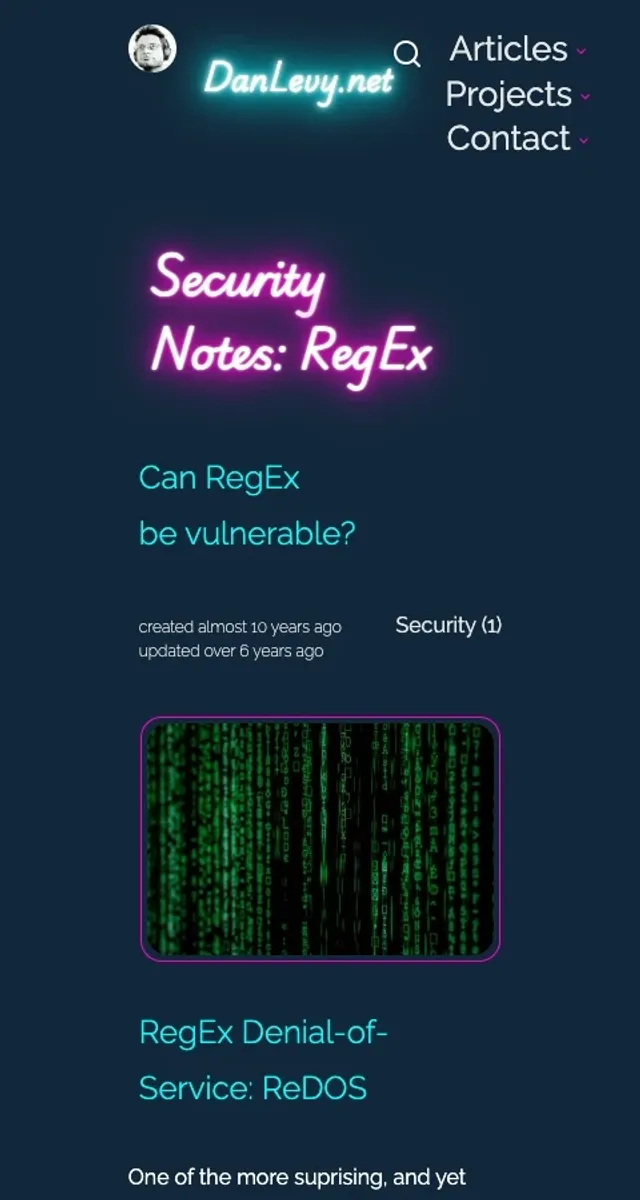 DanLevy.net
Articles
Projects
Contact
Security
Notes: RegEx
Can RegEx
be vulnerable?
created almost 10 years ago
updated over 6 years ago
Security (1)
RegEx Denial-of-
Service: ReDOS
One of the more suprising, and yet